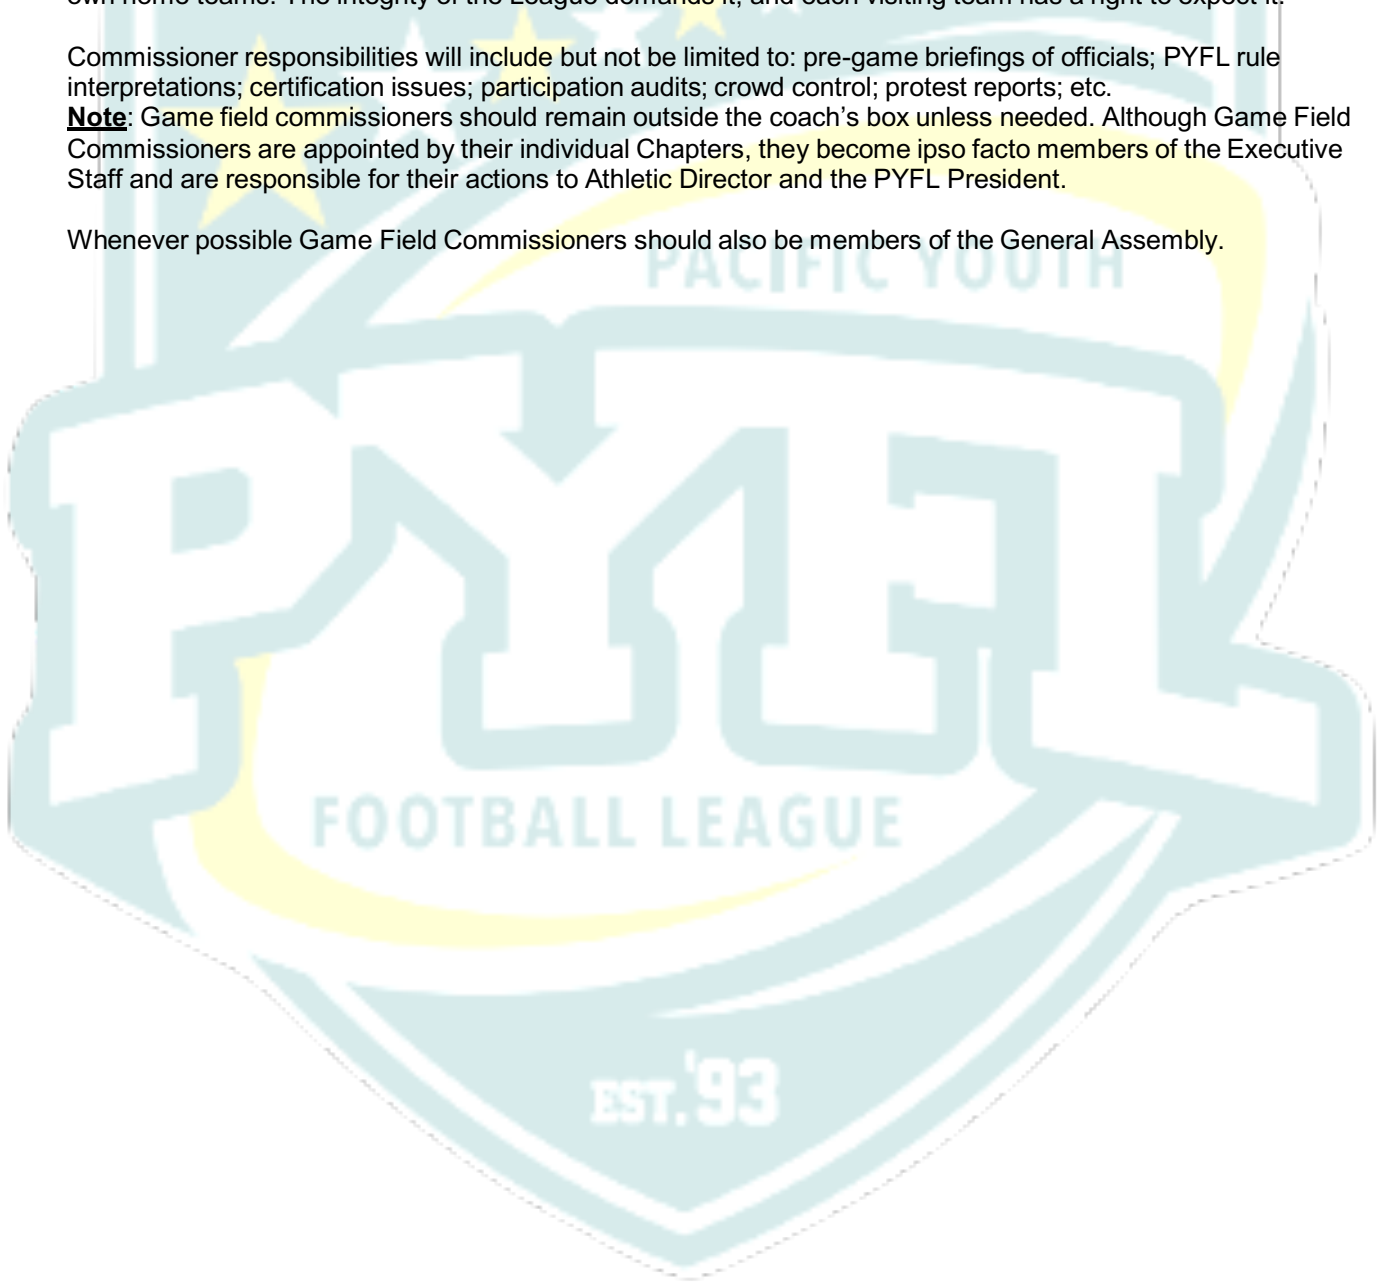 own home teams. The integrity of the League demands it, and each visiting team has a right to expect it.
Commissioner responsibilities will include but not be limited to: pre-game briefings of officials; PYFL rule
interpretations; certification issues; participation audits; crowd control; protest reports; etc.
Note: Game field commissioners should remain outside the coach’s box unless needed. Although Game Field
Commissioners are appointed by their individual Chapters, they become ipso facto members of the Executive
Staff and are responsible for their actions to Athletic Director and the PYFL President.
Whenever possible Game Field Commissioners should also be members of the General Assembly.
PACIFIC YOUTH
PYFL
FOOTBALL LEAGUE
EST. '93